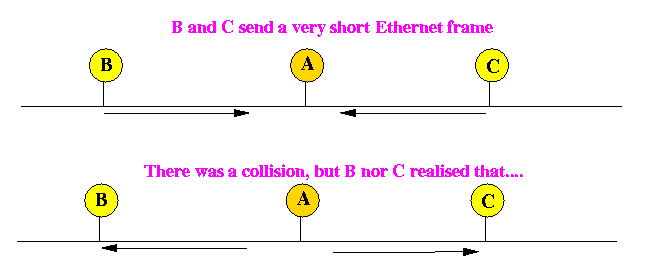 B and C send a very short Ethernet frame
B A C
There was a collision, but B nor C realised that....
B A C